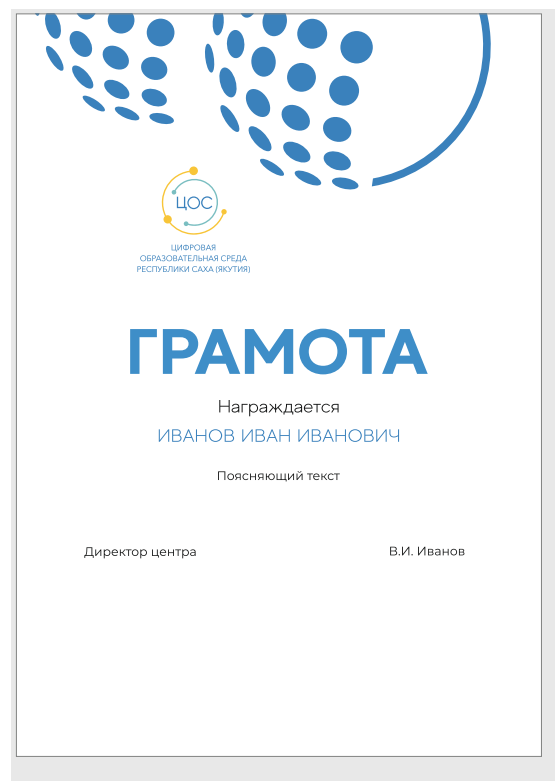 ЦОС
ЦИФРОВАЯ
ОБРАЗОВАТЕЛЬНАЯ СРЕДА
РЕСПУБЛИКИ САХА (ЯКУТИЯ)
ГРАМОТА
Награждается
ИВАНОВ ИВАН ИВАНОВИЧ
Поясняющий текст
Директор центра В.И. Иванов